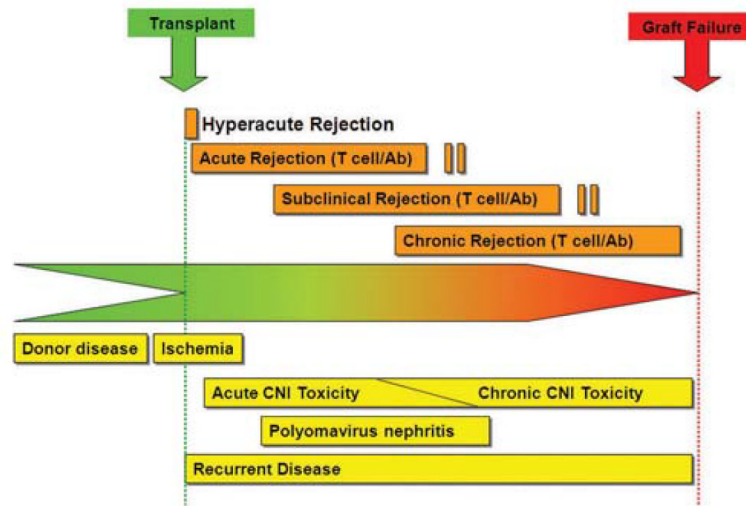 Transplant
Graft Failure
Hyperacute Rejection
Acute Rejection (T cell/Ab)
Subclinical Rejection (T cell/Ab)
Chronic Rejection (T cell/Ab)
Donor disease
Ischemia
Acute CNI Toxicity
Chronic CNI Toxicity
Polyomavirus nephritis
Recurrent Disease